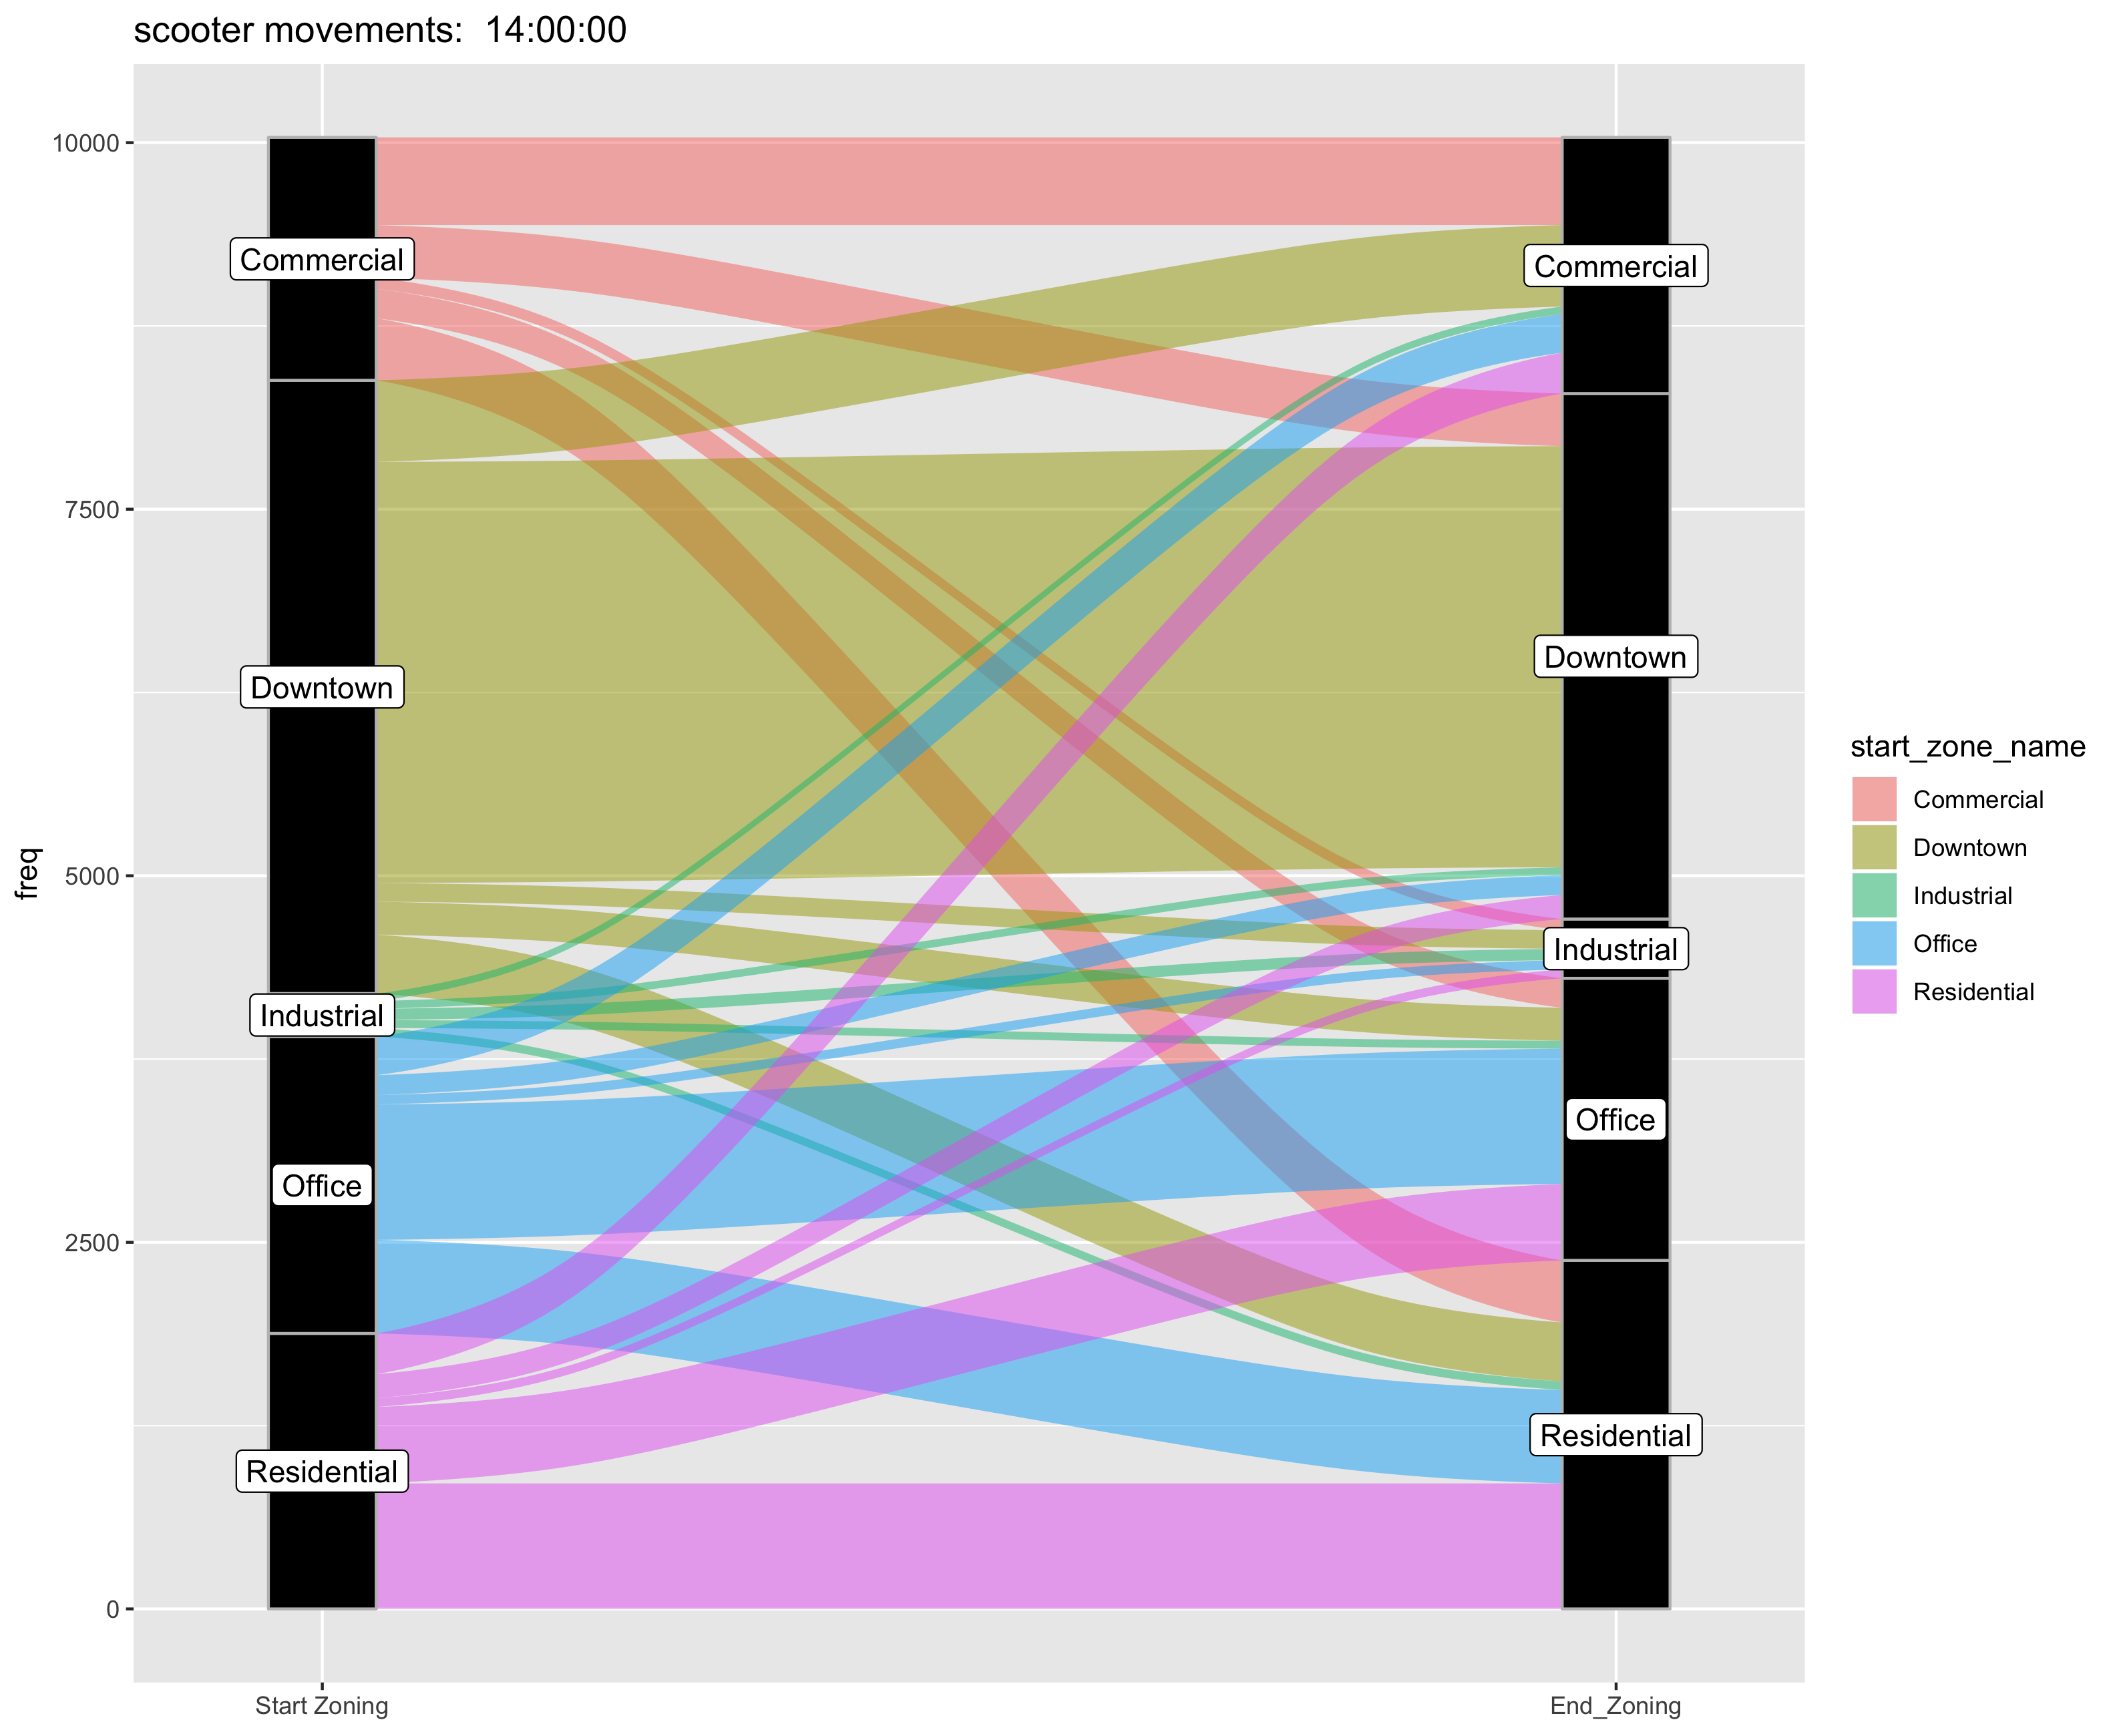 scooter movements:  14:00:00
freq
10000
7500
5000
2500
0
Commercial
Downtown
Industrial
Office
Residential
Commercial
Downtown
Industrial
Office
Residential
Start Zoning
End_Zoning
start_zone_name
Commercial
Downtown
Industrial
Office
Residential